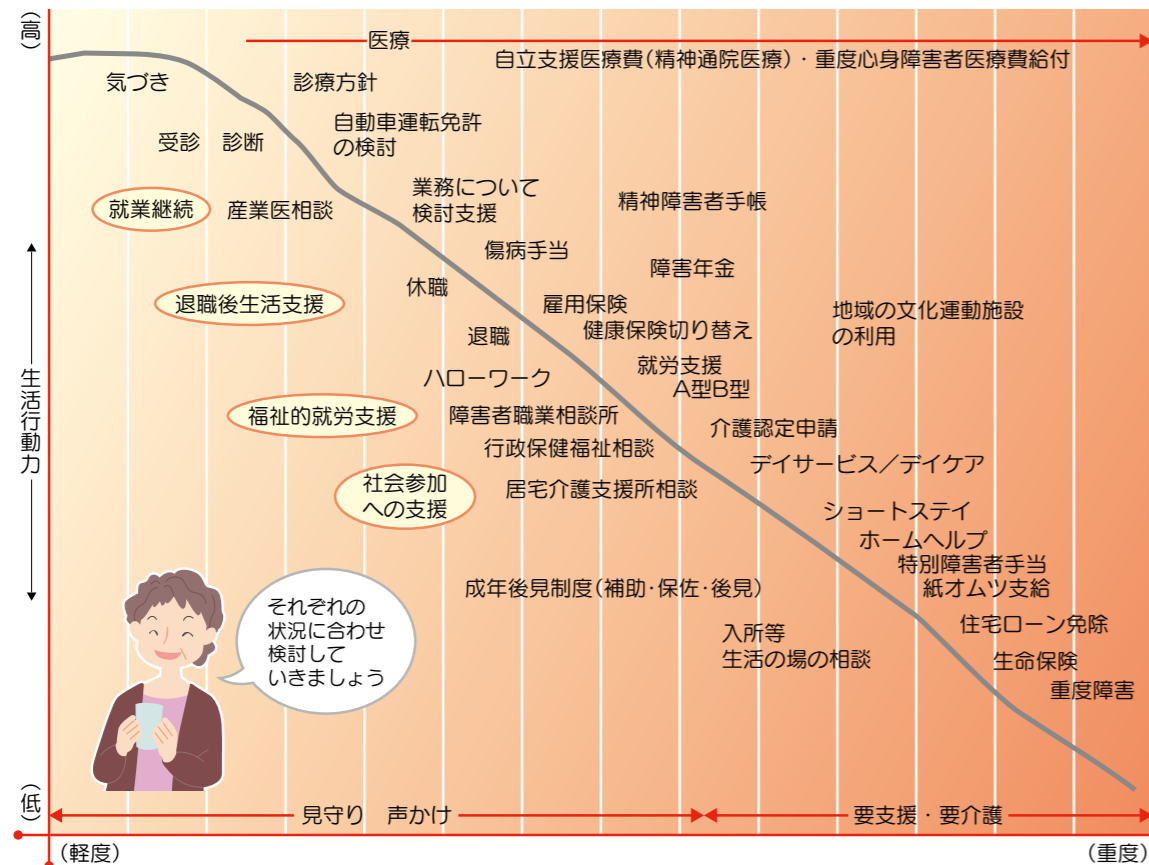 (高)
医療
自立支援医療費(精神通院医療)・重度心身障害者医療費給付
気づき
診療方針
受診 診断
自動車運転免許
の検討
就業継続
産業医相談
業務について
検討支援
精神障害者手帳
傷病手当
障害年金
休職
退職後生活支援
雇用保険
地域の文化運動施設
の利用
退職
健康保険切り替え
就労支援
A型B型
ハローワーク
福祉的就労支援
障害者職業相談所
介護認定申請
行政保健福祉相談
デイサービス/デイケア
社会参加
への支援
居宅介護支援所相談
ショートステイ
ホームヘルプ
特別障害者手当
紙オムツ支給
成年後見制度(補助・保佐・後見)
住宅ローン免除
入所等
生活の場の相談
生命保険
重度障害
生活行動力
それぞれの
状況に合わせ
検討して
いきましょう
(低)
見守り 声かけ
要支援・要介護
(軽度)
(重度)